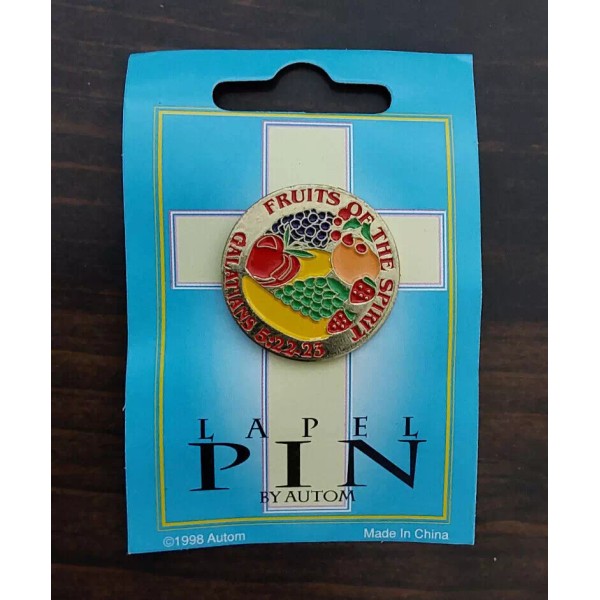 FRUITS OF THE SPIRIT
GALATIANS 5:22-23
LAPEL
PIN
BY AUTOM
©1998 Autom
Made In China